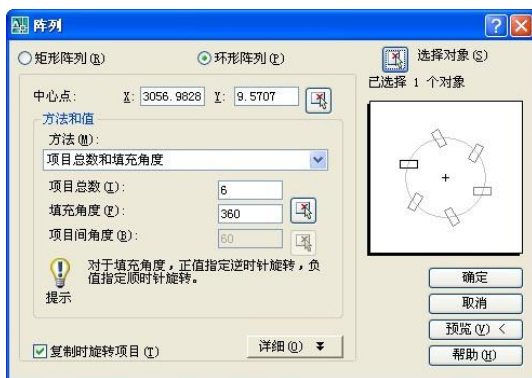 阵列
矩形阵列(R) 环形阵列(P) 选择对象(S)
已选择 1 个对象
中心点: X: 3056.9828 Y: 9.5707
方法和值
方法(M):
项目总数和填充角度
项目总数(I): 6
填充角度(F): 360
项目间角度(B): 60
对于填充角度，正值指定逆时针旋转，负
值指定顺时针旋转。
提示
确定
取消
预览(V) <
帮助(H)
复制时旋转项目(T) 详细(O)